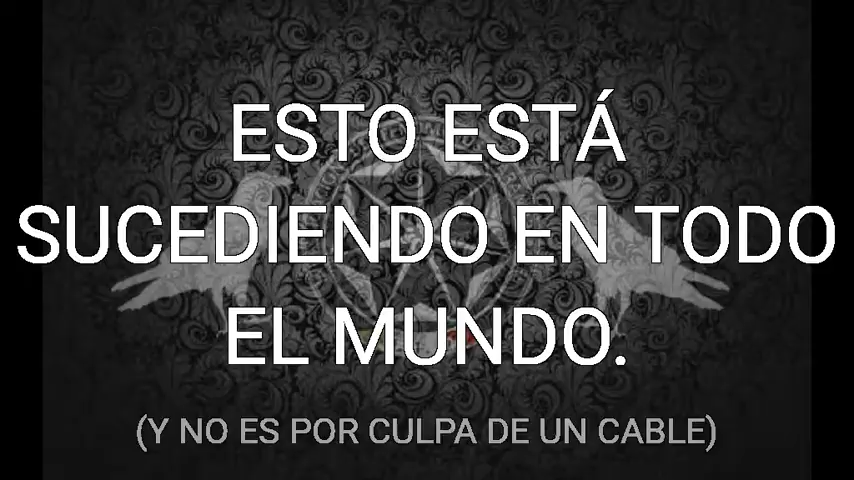 ESTO ESTÁ
SUCEDIENDO EN TODO
EL MUNDO.
(Y NO ES POR CULPA DE UN CABLE)